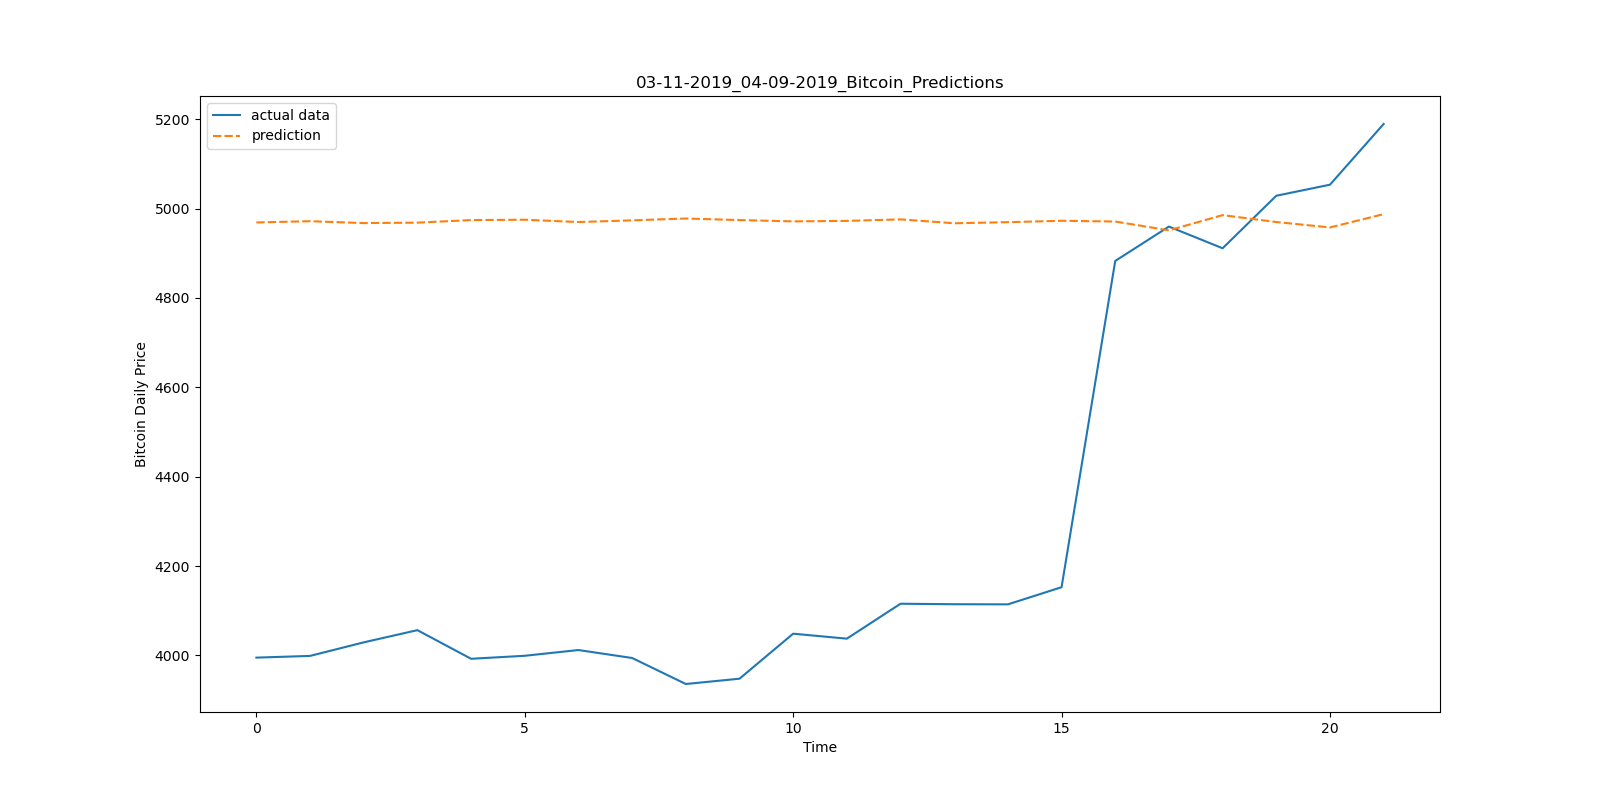 03-11-2019_04-09-2019_Bitcoin_Predictions
actual data
prediction
5200
5000
4800
4600
4400
4200
4000
Bitcoin Daily Price
0
5
10
15
20
Time